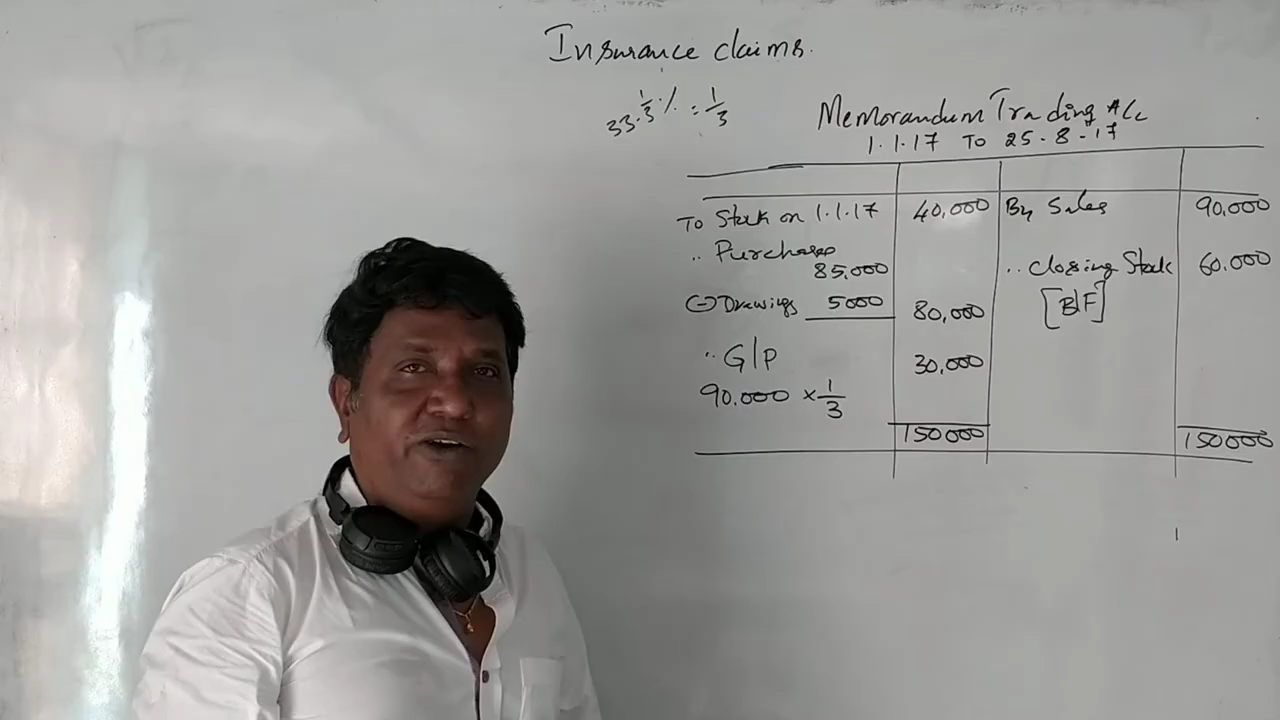 Insurance claims.
33 1/3 % = 1/3
Memorandum Trading A/c
1.1.17 To 25-8-17
To Stock on 1.1.17 40,000 By Sales 90.000
" Purchases
85,000 " Closing Stock 60.000
(-) Drawings 5000 80,000 [B/F]
" G/P 30,000
90.000 × 1/3
150000 150000